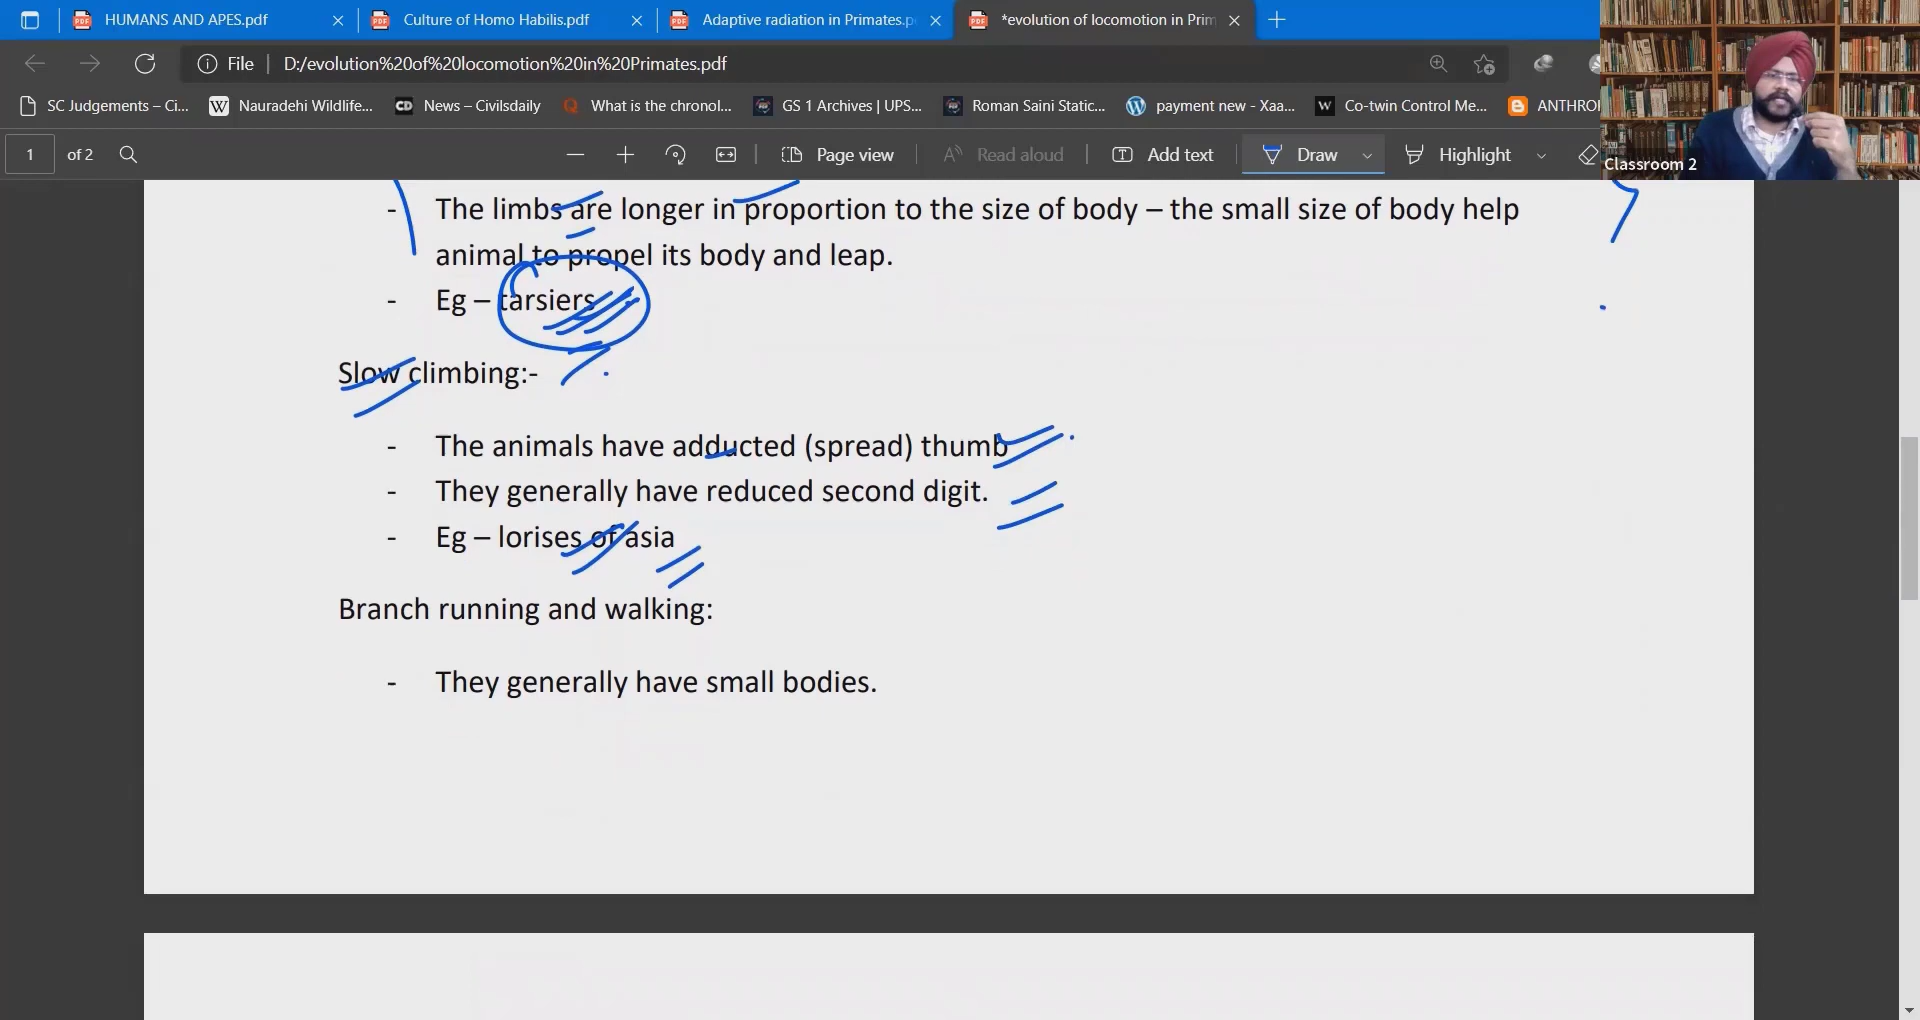 HUMANS AND APES.pdf
Culture of Homo Habilis.pdf
Adaptive radiation in Primates.p
*evolution of locomotion in Prim
File
D:/evolution%20of%20locomotion%20in%20Primates.pdf
SC Judgements – Ci...
Nauradehi Wildlife...
CD
News – Civilsdaily
What is the chronol...
GS 1 Archives | UPS...
Roman Saini Static...
payment new - Xaa...
Co-twin Control Me...
ANTHRO
1
of 2
Page view
Read aloud
Add text
Draw
Highlight
Classroom 2
- The limbs are longer in proportion to the size of body – the small size of body help
animal to propel its body and leap.
- Eg – tarsiers
Slow climbing:-
- The animals have adducted (spread) thumb
- They generally have reduced second digit.
- Eg – lorises of asia
Branch running and walking:
- They generally have small bodies.